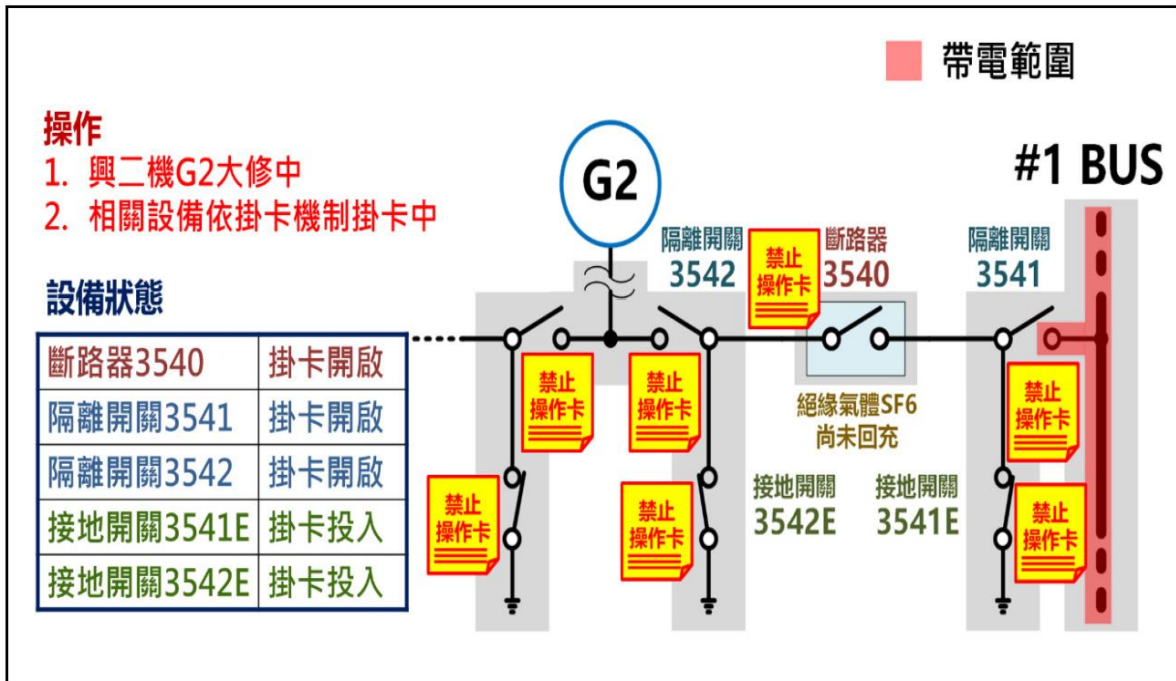 帶電範圍
操作
1. 興二機G2大修中
2. 相關設備依掛卡機制掛卡中
設備狀態
斷路器3540 掛卡開啟
隔離開關3541 掛卡開啟
隔離開關3542 掛卡開啟
接地開關3541E 掛卡投入
接地開關3542E 掛卡投入
G2
#1 BUS
隔離開關
3542
禁止
操作卡
斷路器
3540
隔離開關
3541
禁止
操作卡
禁止
操作卡
絕緣氣體SF6
尚未回充
禁止
操作卡
禁止
操作卡
禁止
操作卡
接地開關
3542E
接地開關
3541E
禁止
操作卡